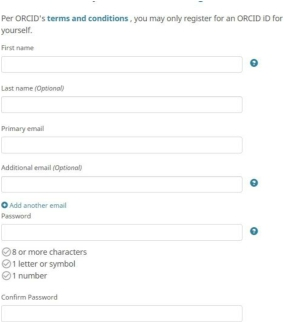 Per ORCID's terms and conditions , you may only register for an ORCID iD for
yourself.
First name
Last name (Optional)
Primary email
Additional email (Optional)
Add another email
Password
8 or more characters
1 letter or symbol
1 number
Confirm Password